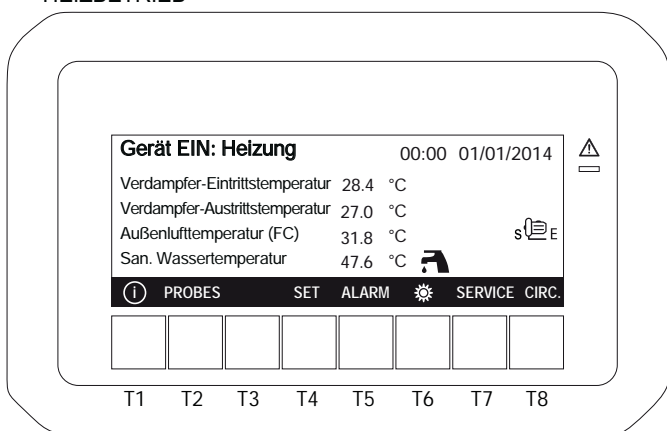 Gerät EIN: Heizung 00:00 01/01/2014
Verdampfer-Eintrittstemperatur 28.4 °C
Verdampfer-Austrittstemperatur 27.0 °C
Außenlufttemperatur (FC) 31.8 °C
S E
San. Wassertemperatur 47.6 °C
i PROBES SET ALARM SERVICE CIRC.
T1 T2 T3 T4 T5 T6 T7 T8